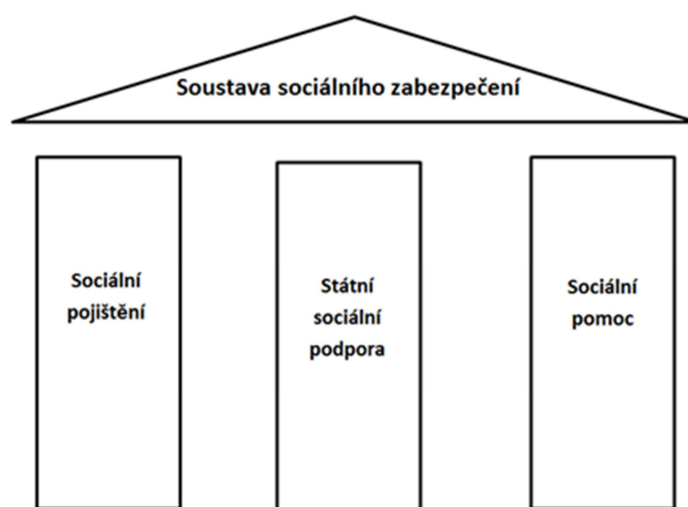 Soustava sociálního zabezpečení
Sociální
pojištění
Státní
sociální
podpora
Sociální
pomoc